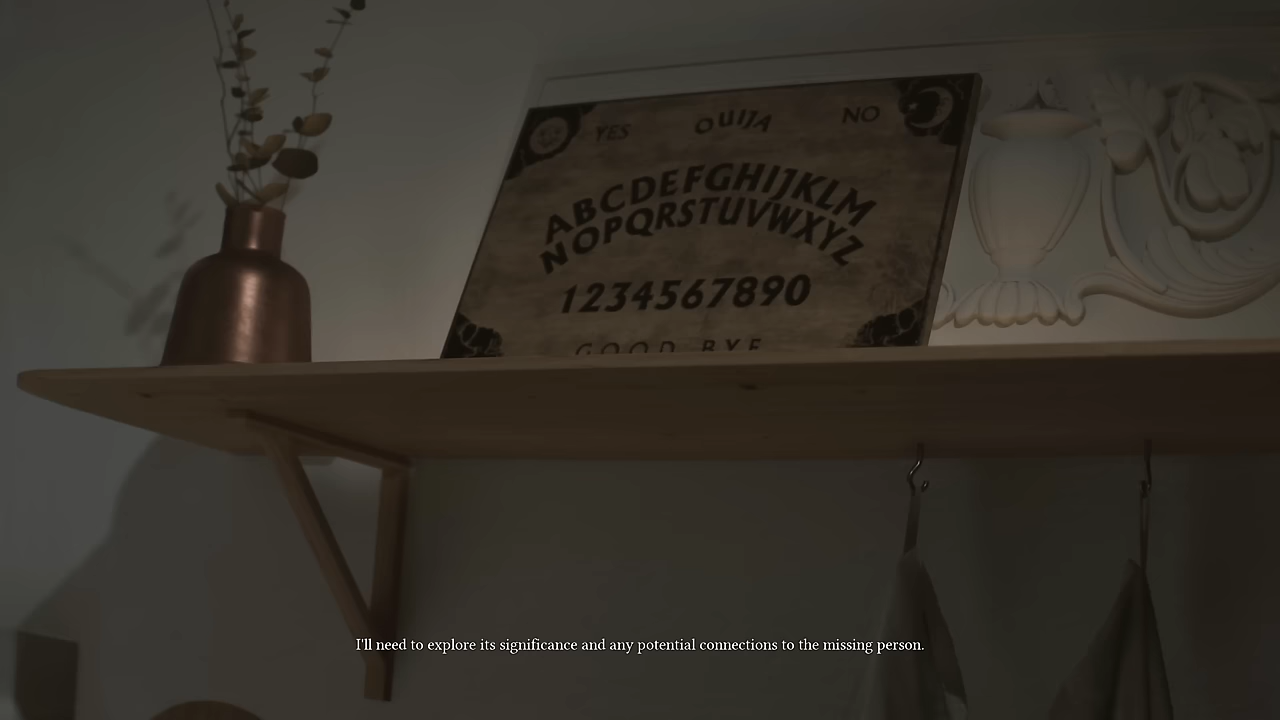 YES OUIJA NO
ABCDEFGHIJKLM
NOPQRSTUVWXYZ
1234567890
GOOD BYE
I'll need to explore its significance and any potential connections to the missing person.